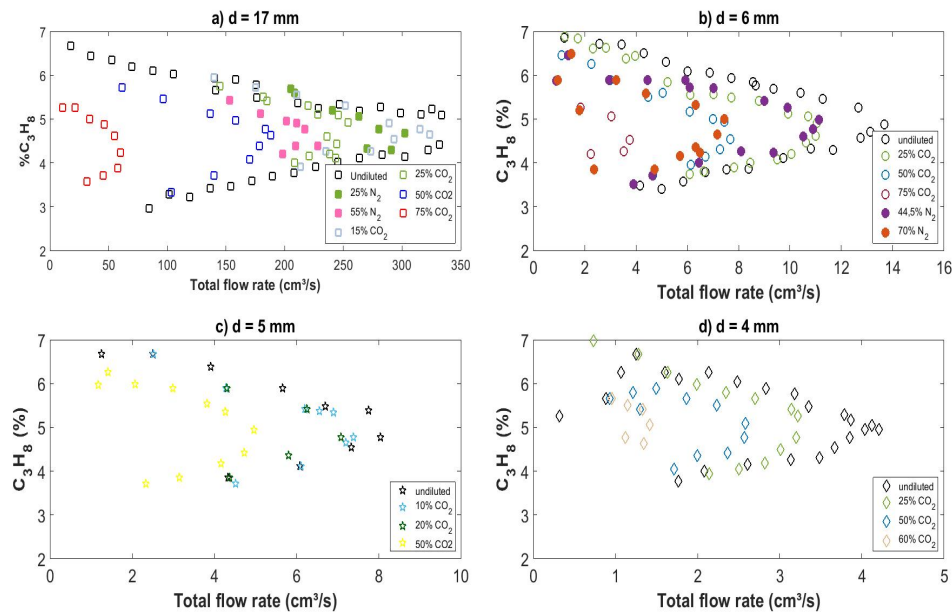 a) d = 17 mm
%C₃H₈
7
6
5
4
3
2
0 50 100 150 200 250 300 350
Total flow rate (cm³/s)
Undiluted
25% N₂
55% N₂
15% CO₂
25% CO₂
50% CO2
75% CO₂
b) d = 6 mm
C₃H₈ (%)
7
6
5
4
3
2
0 2 4 6 8 10 12 14 16
Total flow rate (cm³/s)
Undiluted
25% CO₂
50% CO₂
75% CO₂
44,5% N₂
70% N₂
c) d = 5 mm
C₃H₈ (%)
7
6
5
4
3
2
0 2 4 6 8 10
Total flow rate (cm³/s)
undiluted
10% CO₂
20% CO₂
50% CO2
d) d = 4 mm
C₃H₈ (%)
7
6
5
4
3
2
0 1 2 3 4 5
Total flow rate (cm³/s)
undiluted
25% CO₂
50% CO₂
60% CO₂